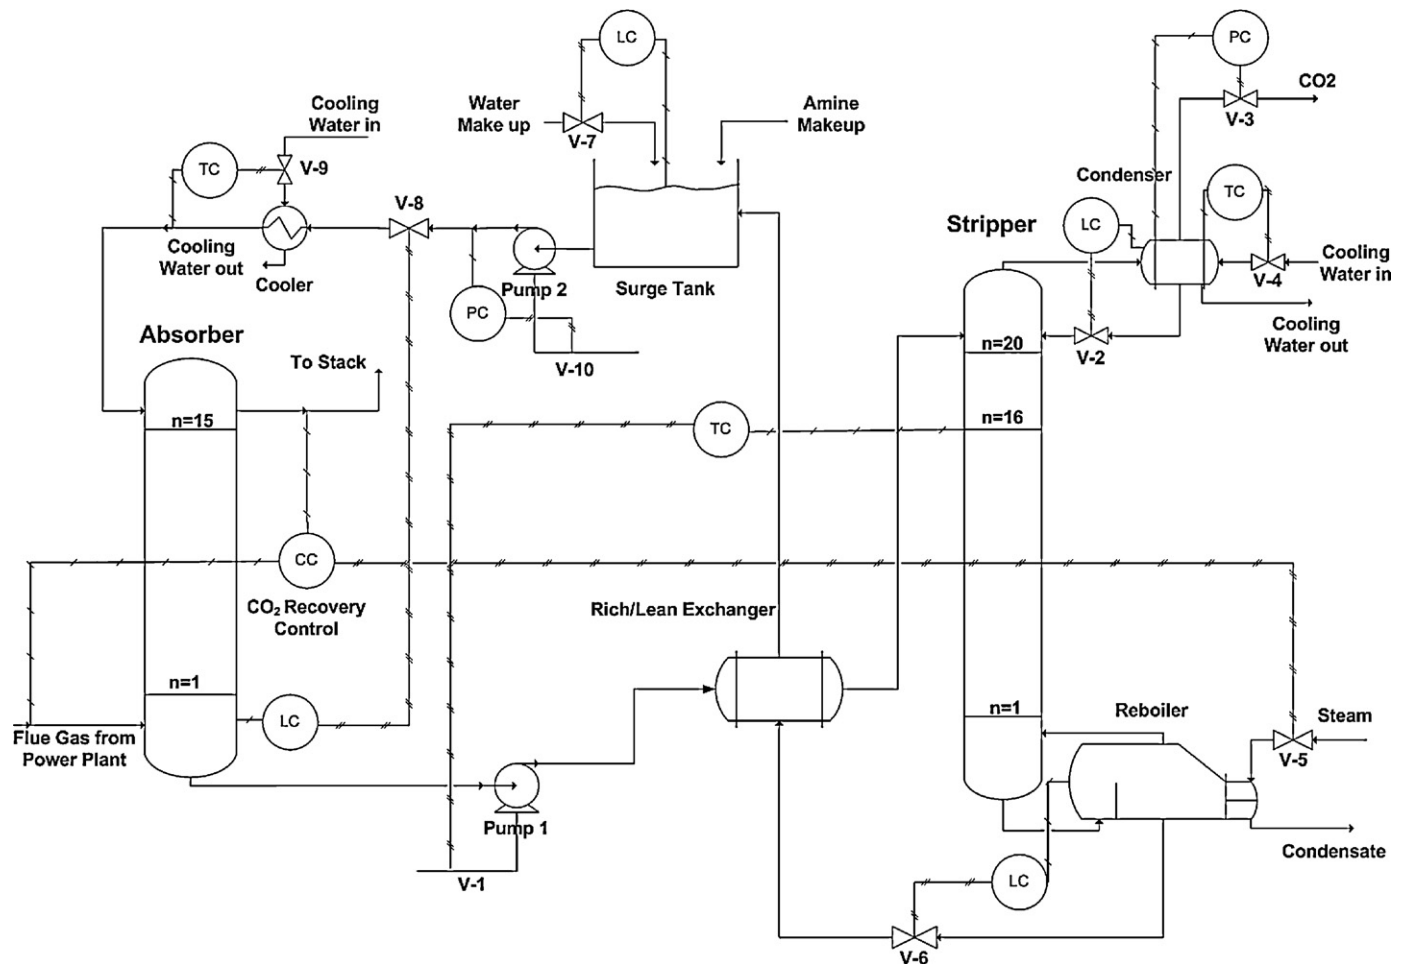 LC
PC
CO2
V-3
Cooling
Water in
Water
Make up
V-7
Amine
Makeup
TC
V-9
Condenser
TC
V-8
LC
Stripper
Cooling
Water in
V-4
Cooling
Water out
Cooler
Pump 2
Surge Tank
PC
Cooling
Water out
V-2
n=20
Absorber
To Stack
V-10
n=15
n=16
TC
CC
CO₂ Recovery
Control
Rich/Lean Exchanger
n=1
LC
n=1
Reboiler
Steam
V-5
Flue Gas from
Power Plant
Pump 1
Condensate
V-1
LC
V-6